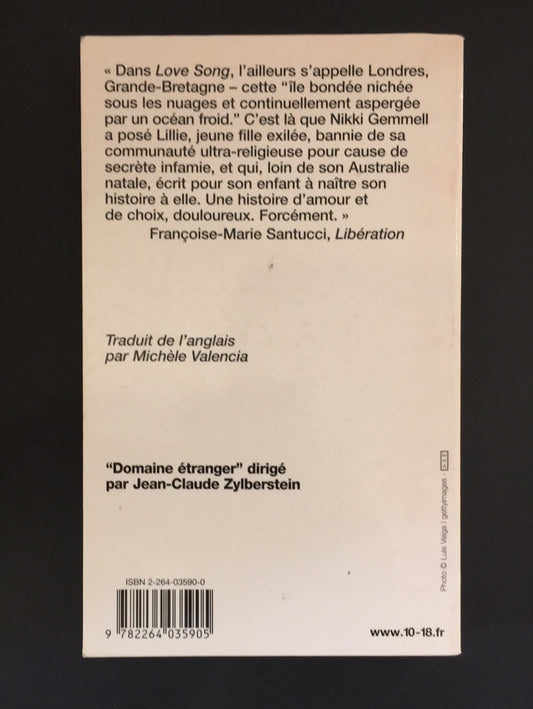 « Dans Love Song, l'ailleurs s'appelle Londres,
Grande-Bretagne – cette “île bondée nichée
sous les nuages et continuellement aspergée
par un océan froid.” C'est là que Nikki Gemmell
a posé Lillie, jeune fille exilée, bannie de sa
communauté ultra-religieuse pour cause de
secrète infamie, et qui, loin de son Australie
natale, écrit pour son enfant à naître son
histoire à elle. Une histoire d'amour et
de choix, douloureux. Forcément. »
Françoise-Marie Santucci, Libération
Traduit de l'anglais
par Michèle Valencia
“Domaine étranger” dirigé
par Jean-Claude Zylberstein
Photo © Luis Veiga / gettyimages -
ISBN 2-264-03590-0
9 782264 035905
www.10-18.fr